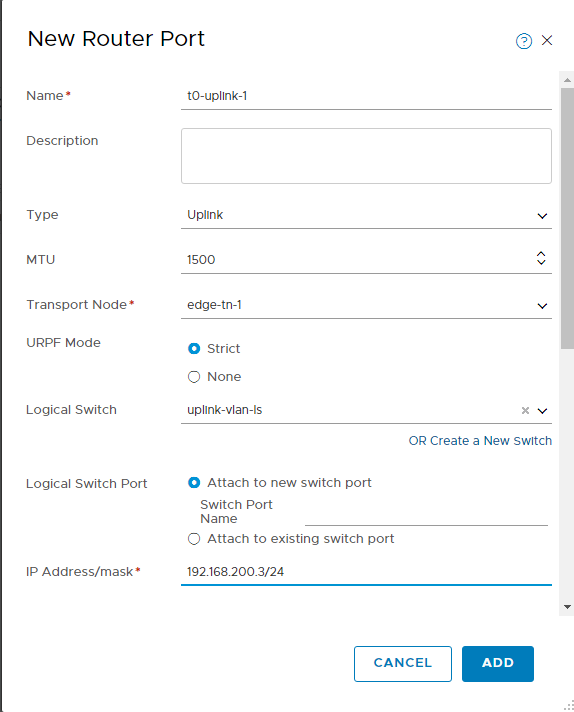 New Router Port
Name*
t0-uplink-1
Description
Type
Uplink
MTU
1500
Transport Node*
edge-tn-1
URPF Mode
Strict
None
Logical Switch
uplink-vlan-ls
OR Create a New Switch
Logical Switch Port
Attach to new switch port
Switch Port
Name
Attach to existing switch port
IP Address/mask*
192.168.200.3/24
CANCEL
ADD